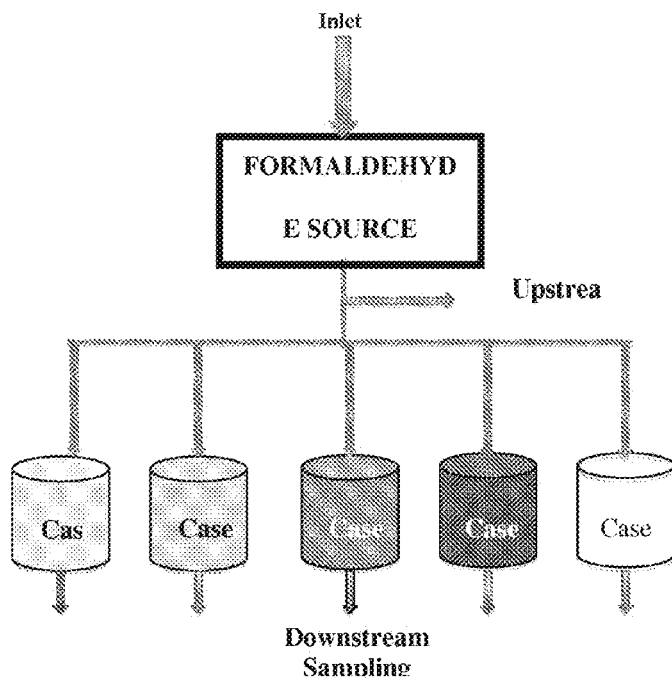 Inlet
FORMALDEHYD
E SOURCE
Upstrea
Cas Case Case Case Case
Downstream
Sampling